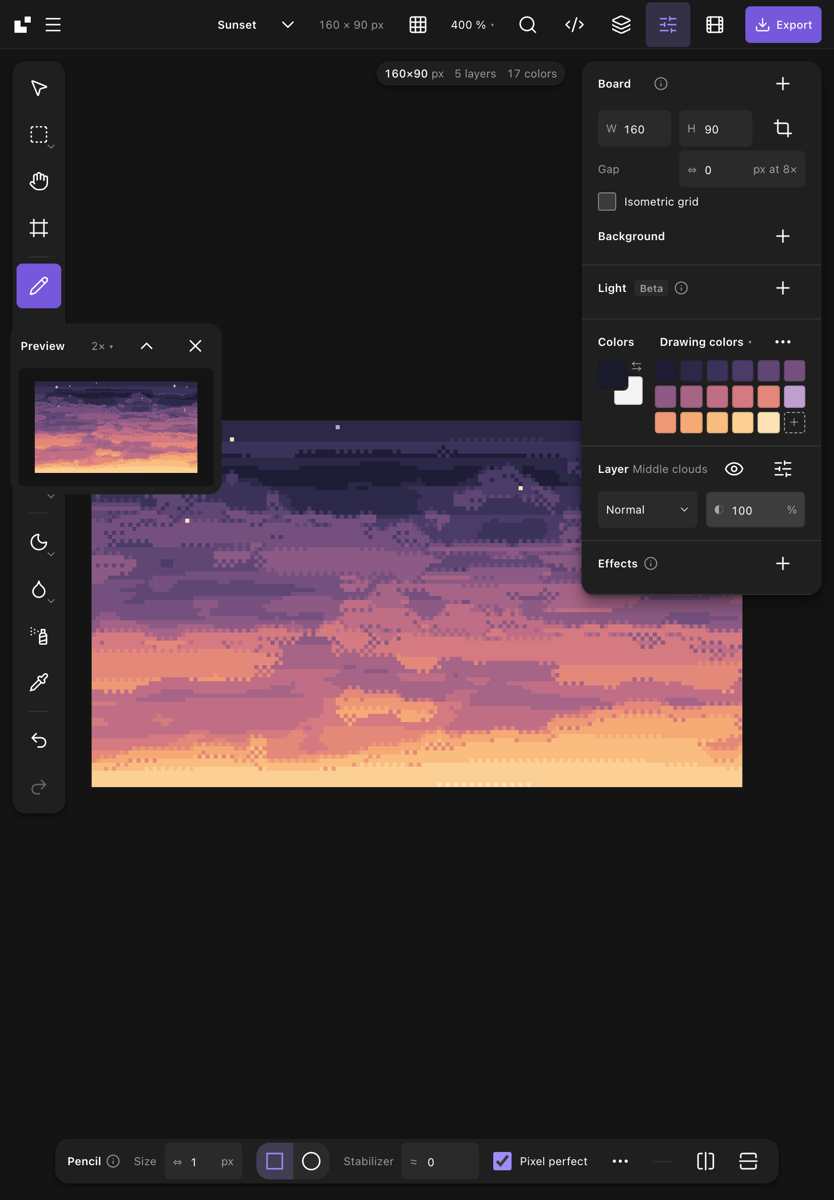 Sunset 160 × 90 px 400 % Export
160×90 px 5 layers 17 colors
Board
W 160 H 90
Gap 0 px at 8×
Isometric grid
Background
Light Beta
Preview 2×
Colors Drawing colors
Layer Middle clouds
Normal 100 %
Effects
Pencil Size 1 px Stabilizer ≈ 0 Pixel perfect